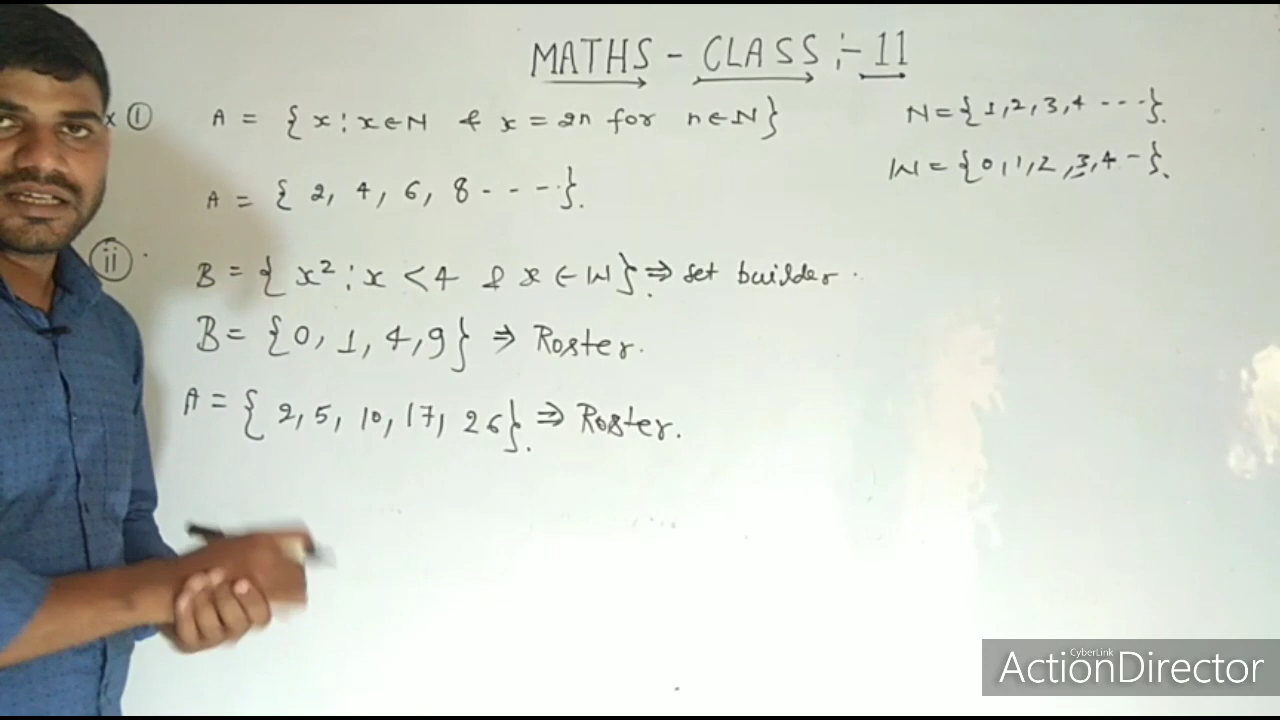 MATHS - CLASS :- 11
x ① A = { x : x ∈ N & x = 2n for n ∈ N }
N = {1, 2, 3, 4 ---}.
W = {0, 1, 2, 3, 4 -}.
A = { 2, 4, 6, 8 - - - }.
ⓘⓘ B = { x² : x < 4 & x ∈ W }. ⇒ set builder.
B = {0, 1, 4, 9} ⇒ Roster.
A = { 2, 5, 10, 17, 26 }. ⇒ Roster.
CyberLink
ActionDirector